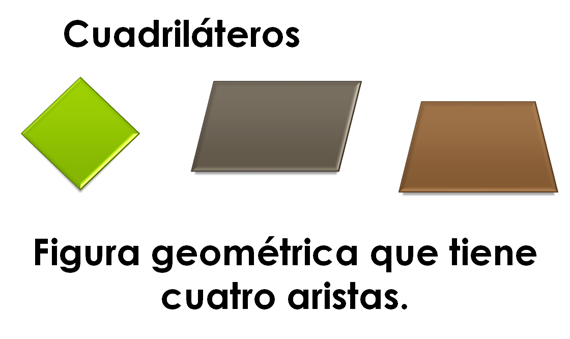 Cuadriláteros
Figura geométrica que tiene
cuatro aristas.